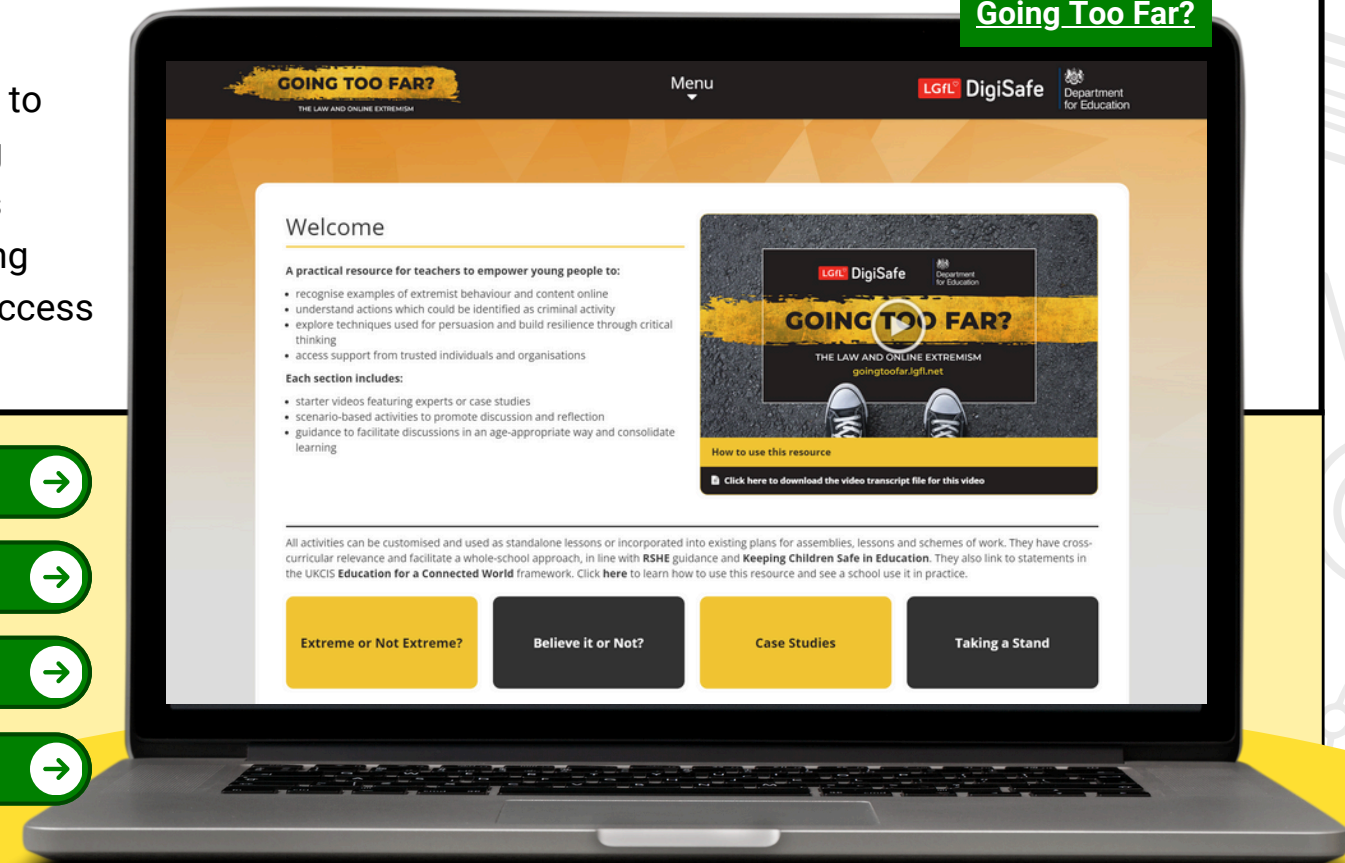 Going Too Far?
to
ng
access
GOING TOO FAR?
THE LAW AND ONLINE EXTREMISM
Menu
LGfL DigiSafe
Department
for Education
Welcome
A practical resource for teachers to empower young people to:
• recognise examples of extremist behaviour and content online
• understand actions which could be identified as criminal activity
• explore techniques used for persuasion and build resilience through critical
thinking
• access support from trusted individuals and organisations
Each section includes:
• starter videos featuring experts or case studies
• scenario-based activities to promote discussion and reflection
• guidance to facilitate discussions in an age-appropriate way and consolidate
learning
LGfL DigiSafe
Department
for Education
GOING TOO FAR?
THE LAW AND ONLINE EXTREMISM
goingtoofar.lgfl.net
How to use this resource
Click here to download the video transcript file for this video
All activities can be customised and used as standalone lessons or incorporated into existing plans for assemblies, lessons and schemes of work. They have cross-
curricular relevance and facilitate a whole-school approach, in line with RSHE guidance and Keeping Children Safe in Education. They also link to statements in
the UKCIS Education for a Connected World framework. Click here to learn how to use this resource and see a school use it in practice.
Extreme or Not Extreme?
Believe it or Not?
Case Studies
Taking a Stand